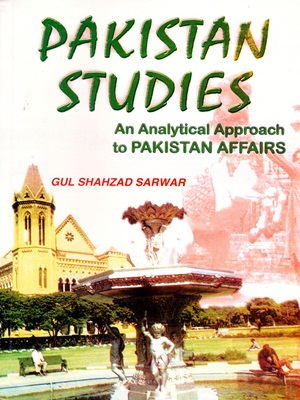 PAKISTAN
STUDIES
An Analytical Approach
to PAKISTAN AFFAIRS
GUL SHAHZAD SARWAR